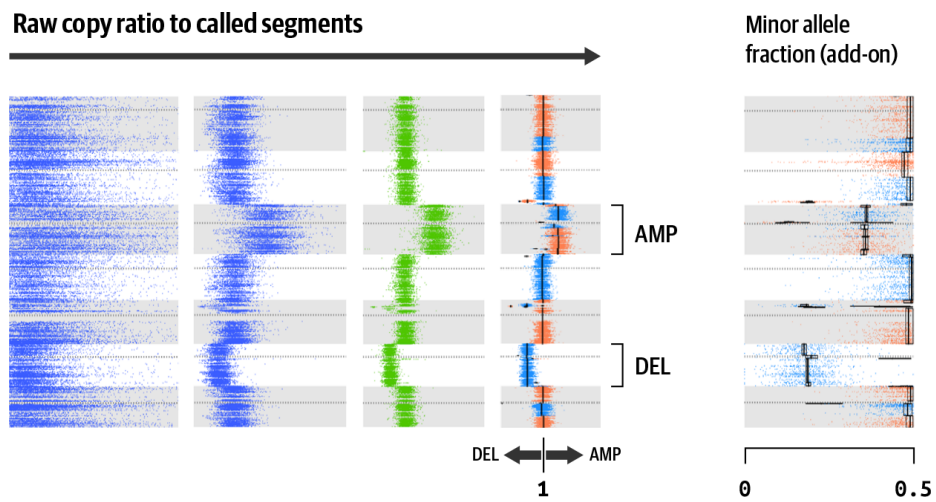 Raw copy ratio to called segments
Minor allele
fraction (add-on)
AMP
DEL
DEL AMP
1
0 0.5